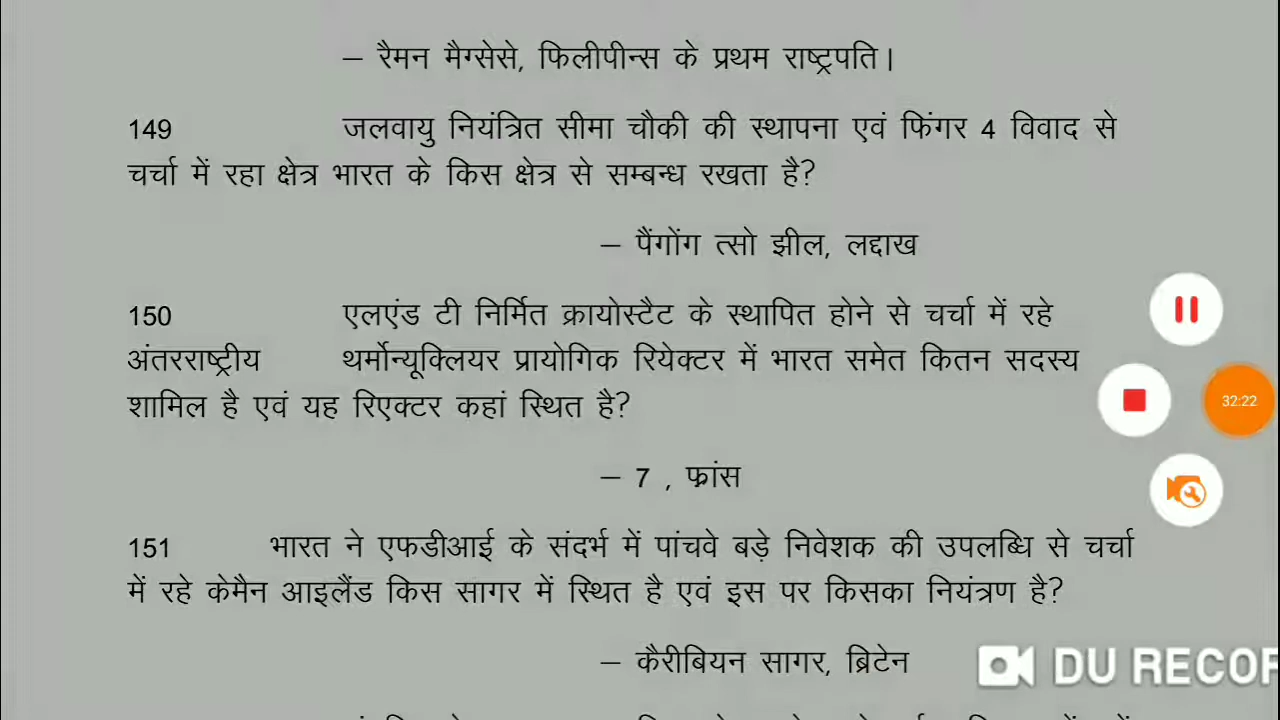 – रैमन मैग्सेसे, फिलीपीन्स के प्रथम राष्ट्रपति।
149 जलवायु नियंत्रित सीमा चौकी की स्थापना एवं फिंगर 4 विवाद से
चर्चा में रहा क्षेत्र भारत के किस क्षेत्र से सम्बन्ध रखता है?
– पैंगोंग त्सो झील, लद्दाख
150 एलएंड टी निर्मित क्रायोस्टैट के स्थापित होने से चर्चा में रहे
अंतरराष्ट्रीय थर्मोन्यूक्लियर प्रायोगिक रियेक्टर में भारत समेत कितन सदस्य
शामिल है एवं यह रिएक्टर कहां स्थित है?
– 7 , फ्रांस
32:22
151 भारत ने एफडीआई के संदर्भ में पांचवे बड़े निवेशक की उपलब्धि से चर्चा
में रहे केमैन आइलैंड किस सागर में स्थित है एवं इस पर किसका नियंत्रण है?
– कैरीबियन सागर, ब्रिटेन
DU RECOR